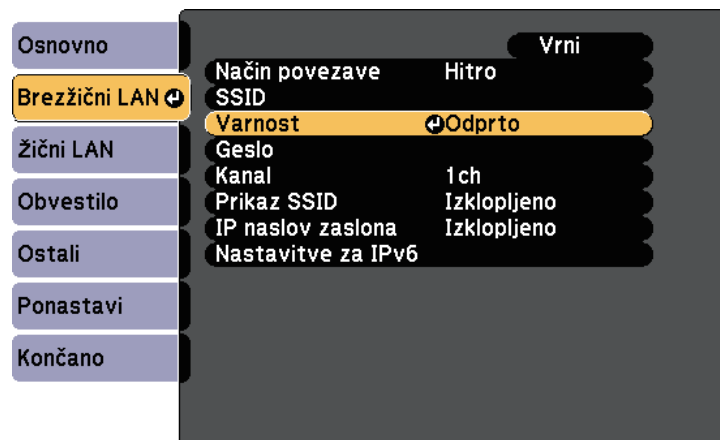 Osnovno
Brezžični LAN
Žični LAN
Obvestilo
Ostali
Ponastavi
Končano
Vrni
Način povezave Hitro
SSID
Varnost Odprto
Geslo
Kanal 1ch
Prikaz SSID Izklopljeno
IP naslov zaslona Izklopljeno
Nastavitve za IPv6